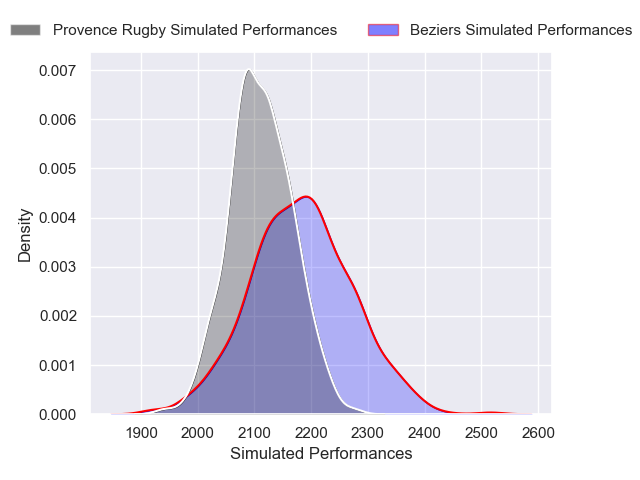 Provence Rugby Simulated Performances
Beziers Simulated Performances
0.007
0.006
0.005
0.004
0.003
0.002
0.001
0.000
Density
1900 2000 2100 2200 2300 2400 2500 2600
Simulated Performances